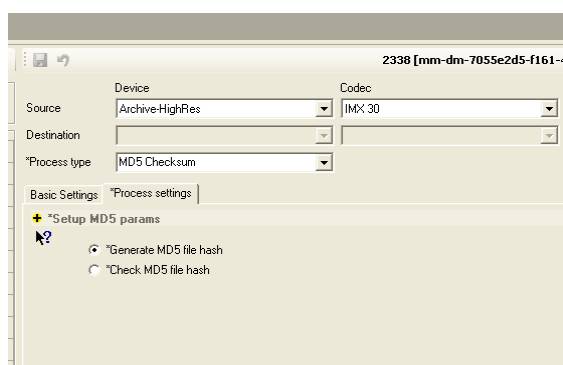 2338 [mm-dm-7055e2d5-f161-4
Device Codec
Source Archive-HighRes IMX 30
Destination
*Process type MD5 Checksum
Basic Settings *Process settings
*Setup MD5 params
*Generate MD5 file hash
*Check MD5 file hash